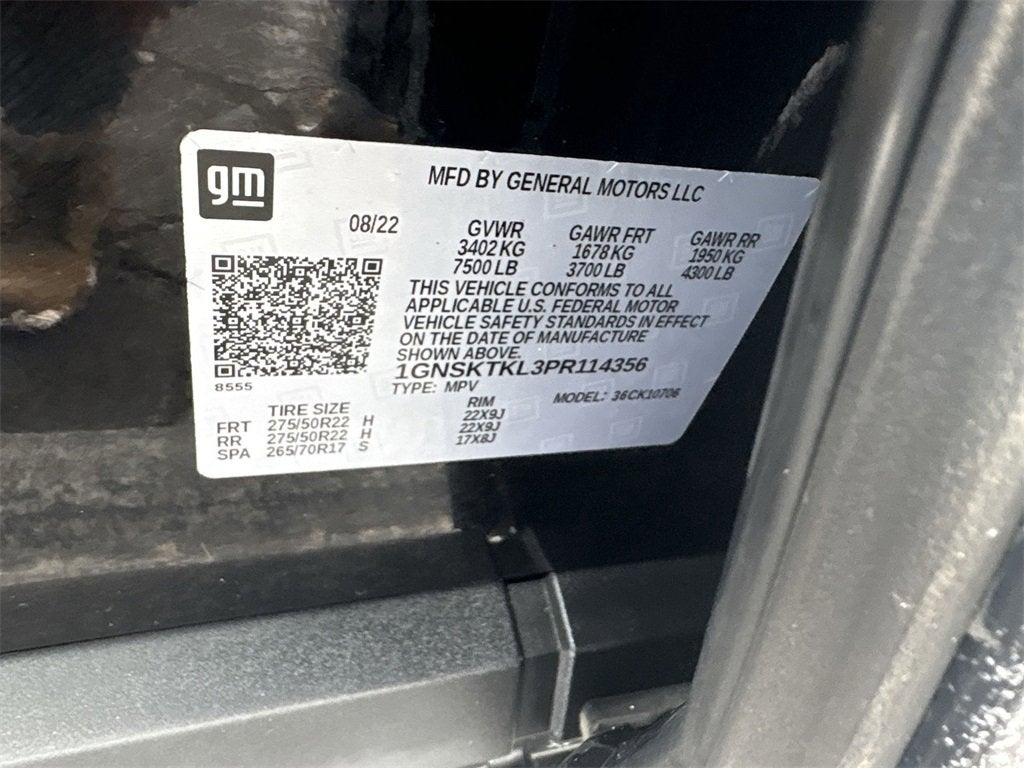 gm
MFD BY GENERAL MOTORS LLC
08/22 GVWR GAWR FRT GAWR RR
3402 KG 1678 KG 1950 KG
7500 LB 3700 LB 4300 LB
THIS VEHICLE CONFORMS TO ALL
APPLICABLE U.S. FEDERAL MOTOR
VEHICLE SAFETY STANDARDS IN EFFECT
ON THE DATE OF MANUFACTURE
SHOWN ABOVE.
1GNSKTKL3PR114356
8555
TYPE: MPV MODEL: 36CK10706
TIRE SIZE RIM
FRT 275/50R22 H 22X9J
RR 275/50R22 H 22X9J
SPA 265/70R17 S 17X8J